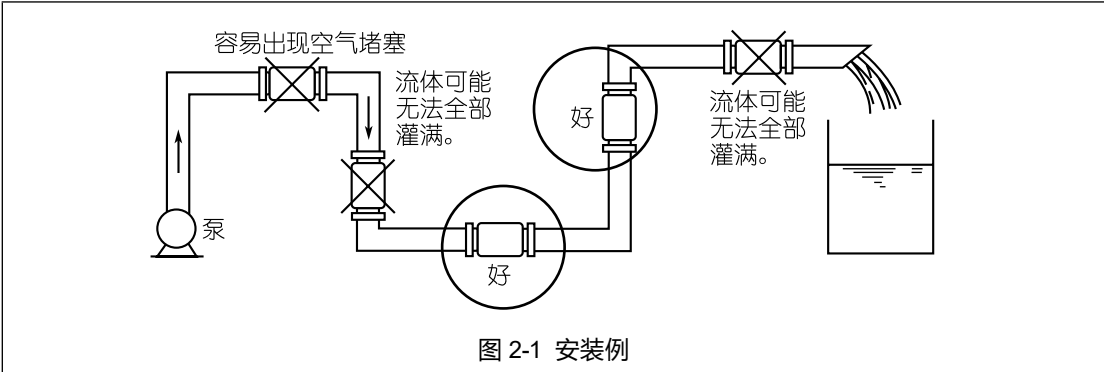 容易出现空气堵塞
流体可能
无法全部
灌满。
好
流体可能
无法全部
灌满。
泵
好
图 2-1 安装例